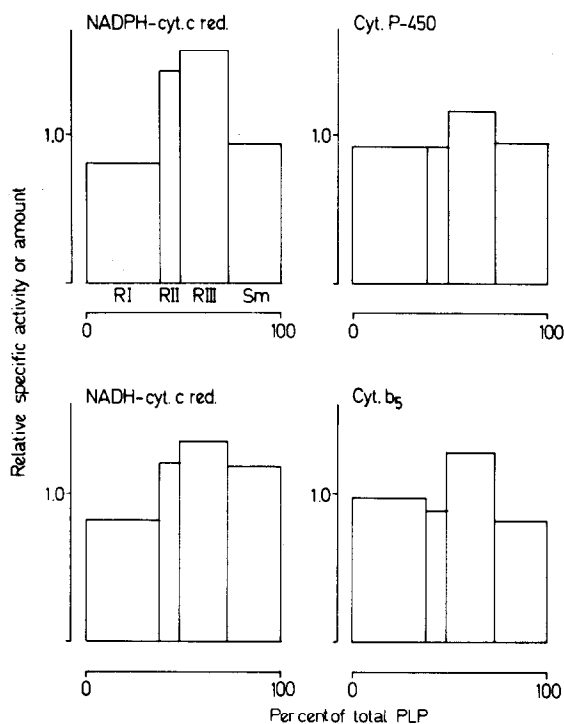 NADPH-cyt.c red.
Cyt. P-450
1.0
1.0
RI RII RIII Sm
0 100
0 100
Relative specific activity or amount
NADH-cyt.c red.
Cyt. b5
1.0
1.0
0 100
0 100
Percent of total PLP